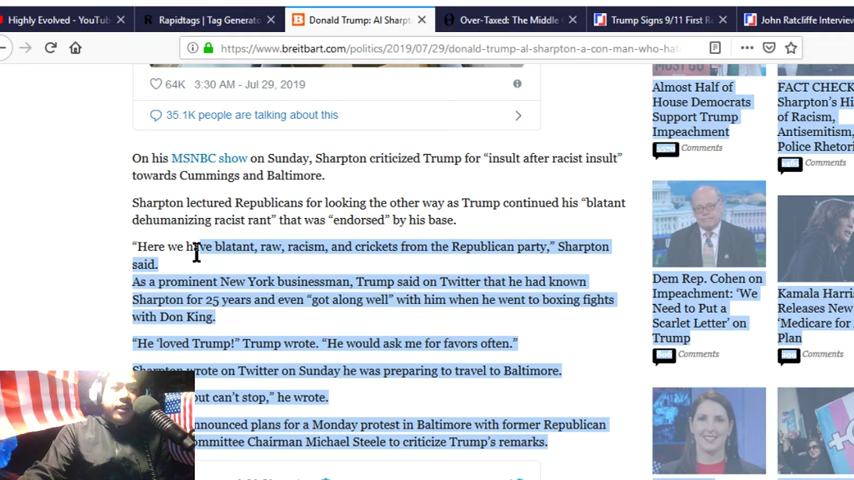 Highly Evolved - YouTub
Rapidtags | Tag Generato
Donald Trump: Al Sharpt
Over-Taxed: The Middle
Trump Signs 9/11 First R
John Ratcliffe Interview
https://www.breitbart.com/politics/2019/07/29/donald-trump-al-sharpton-a-con-man-who-hat
64K 3:30 AM - Jul 29, 2019
35.1K people are talking about this
On his MSNBC show on Sunday, Sharpton criticized Trump for “insult after racist insult”
towards Cummings and Baltimore.
Sharpton lectured Republicans for looking the other way as Trump continued his “blatant
dehumanizing racist rant” that was “endorsed” by his base.
“Here we have blatant, raw, racism, and crickets from the Republican party,” Sharpton
said.
As a prominent New York businessman, Trump said on Twitter that he had known
Sharpton for 25 years and even “got along well” with him when he went to boxing fights
with Don King.
“He ‘loved Trump!” Trump wrote. “He would ask me for favors often.”
Sharpton wrote on Twitter on Sunday he was preparing to travel to Baltimore.
but can’t stop,” he wrote.
nnounced plans for a Monday protest in Baltimore with former Republican
ommittee Chairman Michael Steele to criticize Trump’s remarks.
Almost Half of
House Democrats
Support Trump
Impeachment
Comments
FACT CHECK
Sharpton’s Hi
of Racism,
Antisemitism,
Police Rhetori
Comments
Dem Rep. Cohen on
Impeachment: ‘We
Need to Put a
Scarlet Letter’ on
Trump
Comments
Kamala Harri
Releases New
‘Medicare for
Plan
Comments